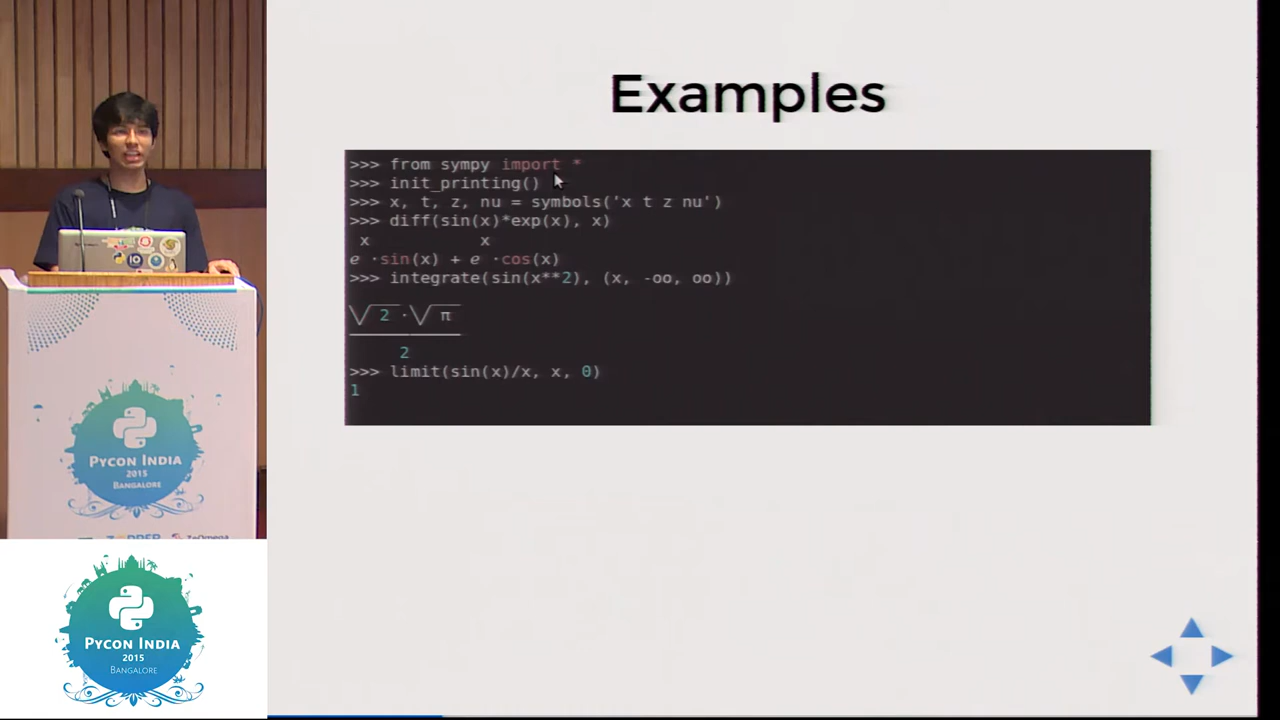 Examples
>>> from sympy import *
>>> init_printing()
>>> x, t, z, nu = symbols('x t z nu')
>>> diff(sin(x)*exp(x), x)
x x
e ⋅sin(x) + e ⋅cos(x)
>>> integrate(sin(x**2), (x, -oo, oo))
√2 ⋅√π
2
>>> limit(sin(x)/x, x, 0)
1
PYCON INDIA
2015
BANGALORE
ZeOmega
PYCON INDIA
2015
BANGALORE